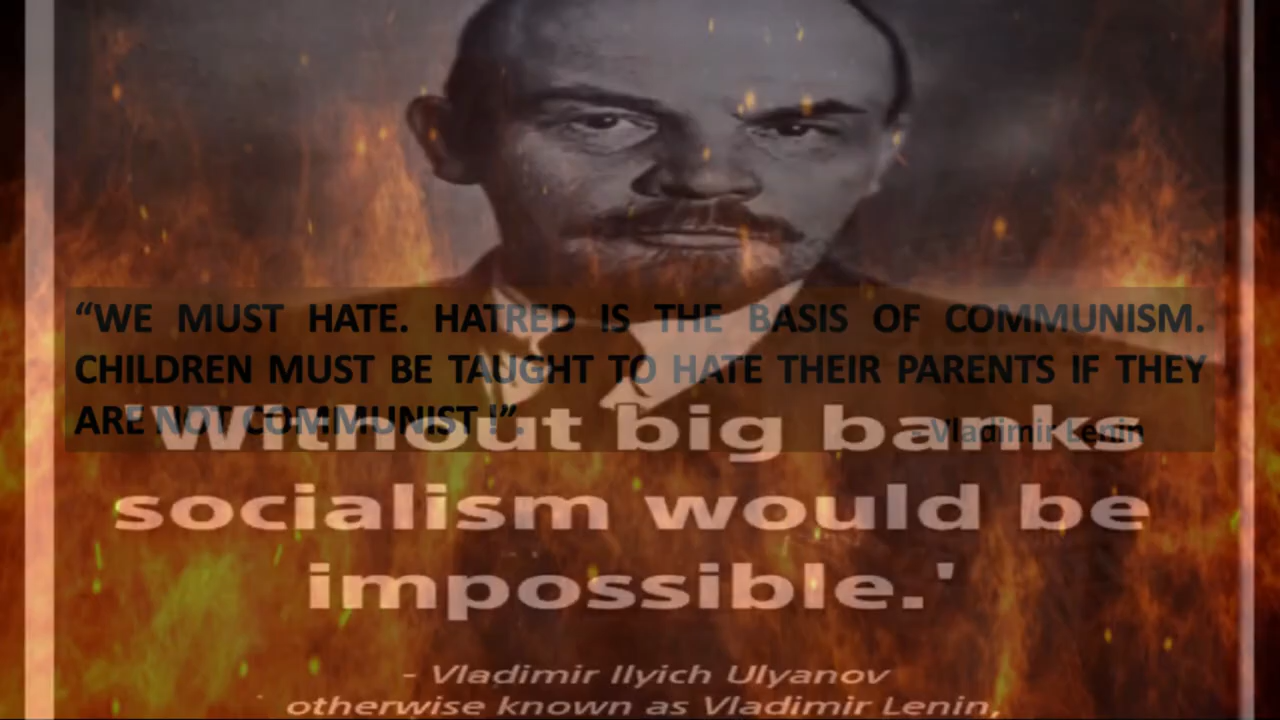 “WE MUST HATE. HATRED IS THE BASIS OF COMMUNISM.
CHILDREN MUST BE TAUGHT TO HATE THEIR PARENTS IF THEY
ARE NOT COMMUNIST !”.
- Vladimir Lenin
'Without big banks
socialism would be
impossible.'
- Vladimir Ilyich Ulyanov
otherwise known as Vladimir Lenin,